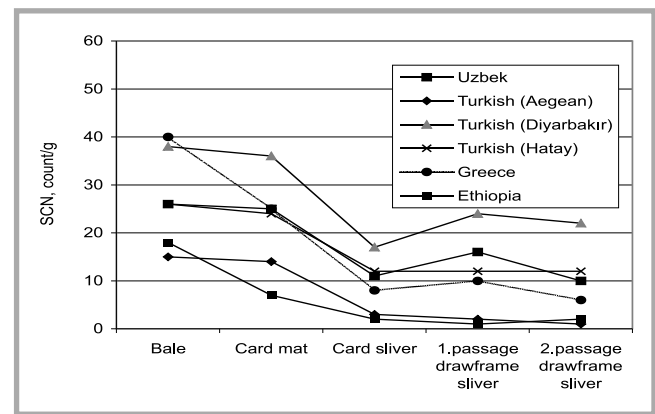 60
50
40
30
20
10
0
SCN, count/g
Uzbek
Turkish (Aegean)
Turkish (Diyarbakır)
Turkish (Hatay)
Greece
Ethiopia
Bale
Card mat
Card sliver
1.passage
drawframe
sliver
2.passage
drawframe
sliver